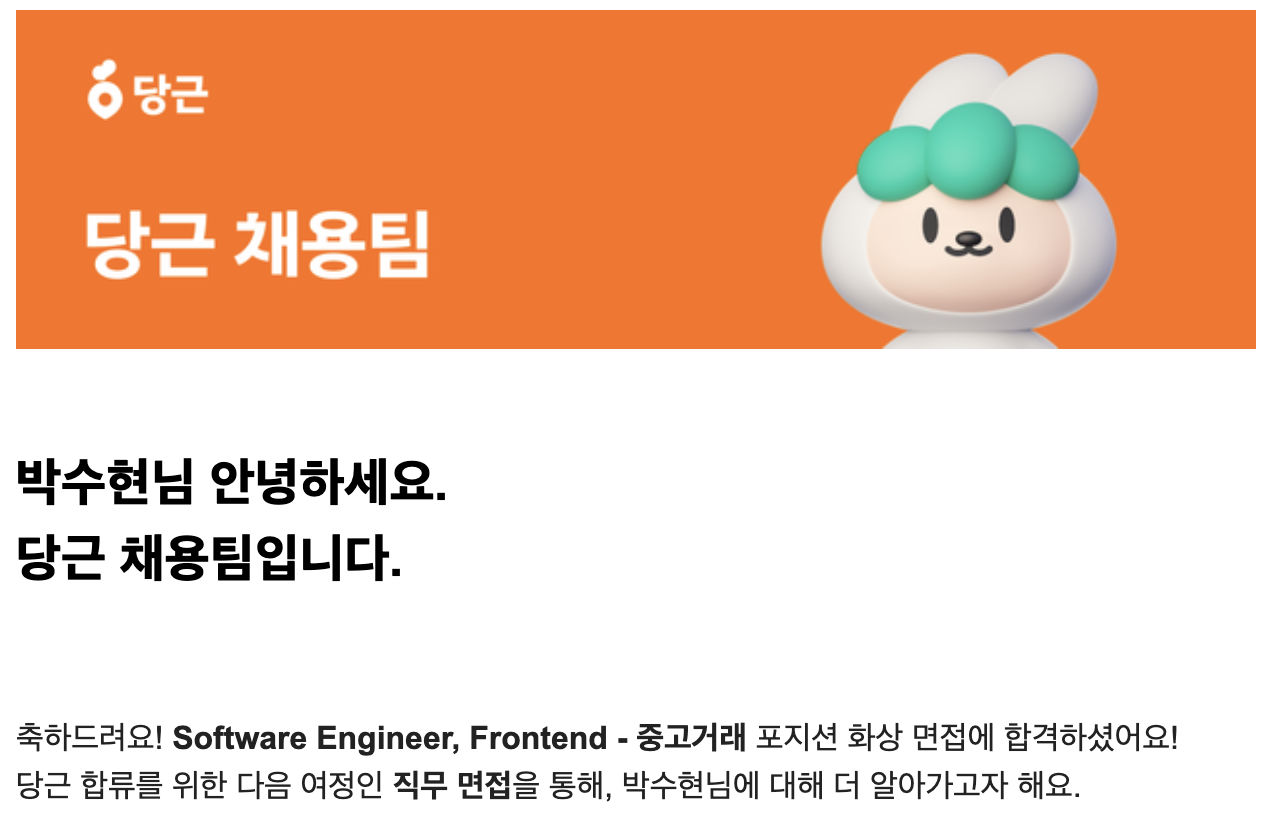 당근
당근 채용팀
박수현님 안녕하세요.
당근 채용팀입니다.
축하드려요! Software Engineer, Frontend - 중고거래 포지션 화상 면접에 합격하셨어요!
당근 합류를 위한 다음 여정인 직무 면접을 통해, 박수현님에 대해 더 알아가고자 해요.